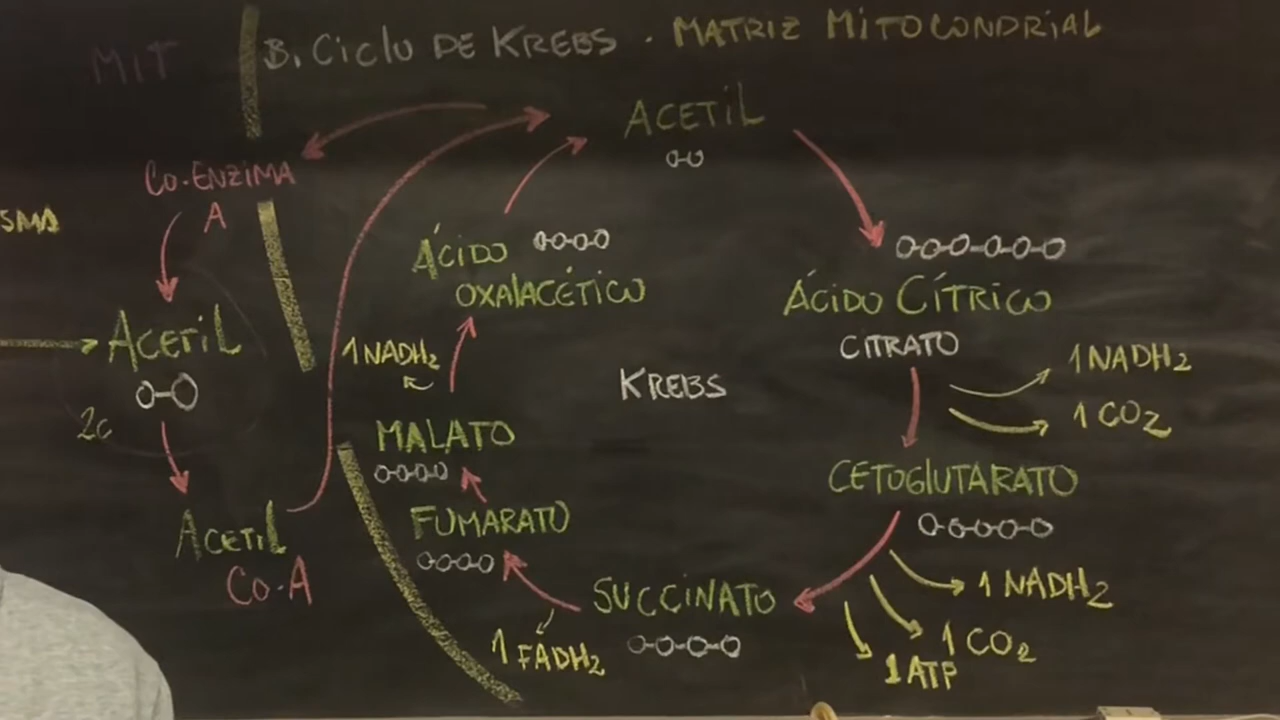 MIT
B. Ciclo DE KREBS . MATRIZ MITOCONDRIAL
ACETIL
CO-ENZIMA
A
SMA
ÁCIDO
OXALACÉTICO
ÁCIDO CÍTRICO
CITRATO
ACETIL
2C
1 NADH2
KREBS
1 NADH2
1 CO2
MALATO
CETOGLUTARATO
FUMARATO
ACETIL
CO-A
SUCCINATO
1 NADH2
1 FADH2
1 CO2
1 ATP